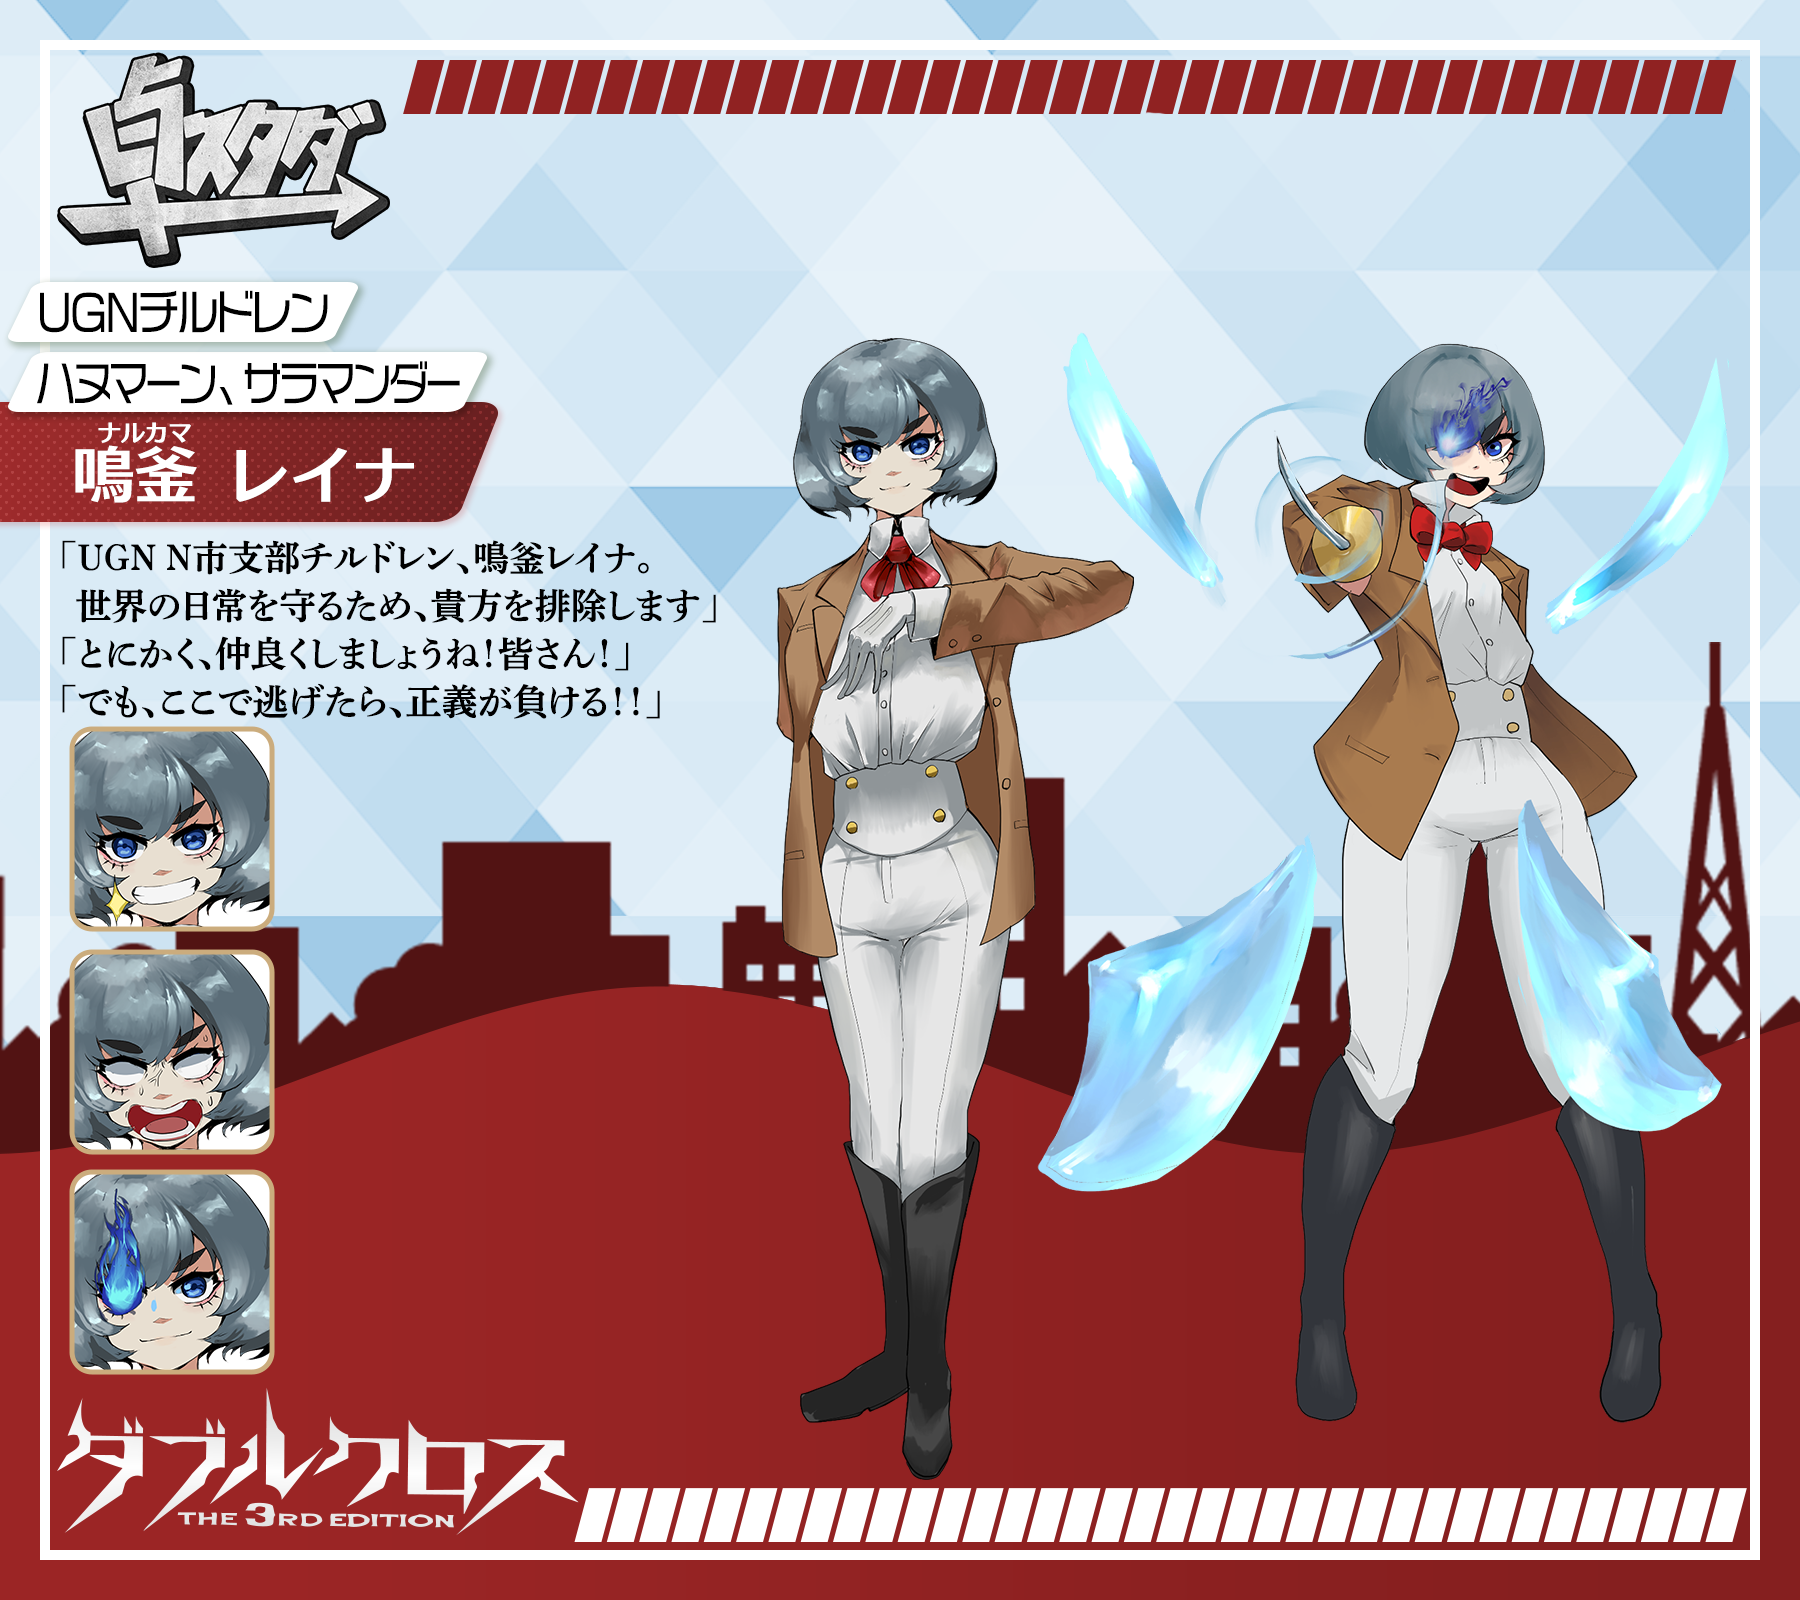 卓スタダ
UGNチルドレン
ハヌマーン、サラマンダー
ナルカマ
鳴釜 レイナ
「UGN N市支部チルドレン、鳴釜レイナ。
世界の日常を守るため、貴方を排除します」
「とにかく、仲良くしましょうね！皆さん！」
「でも、ここで逃げたら、正義が負ける！！」
ダブルクロス
THE 3RD EDITION